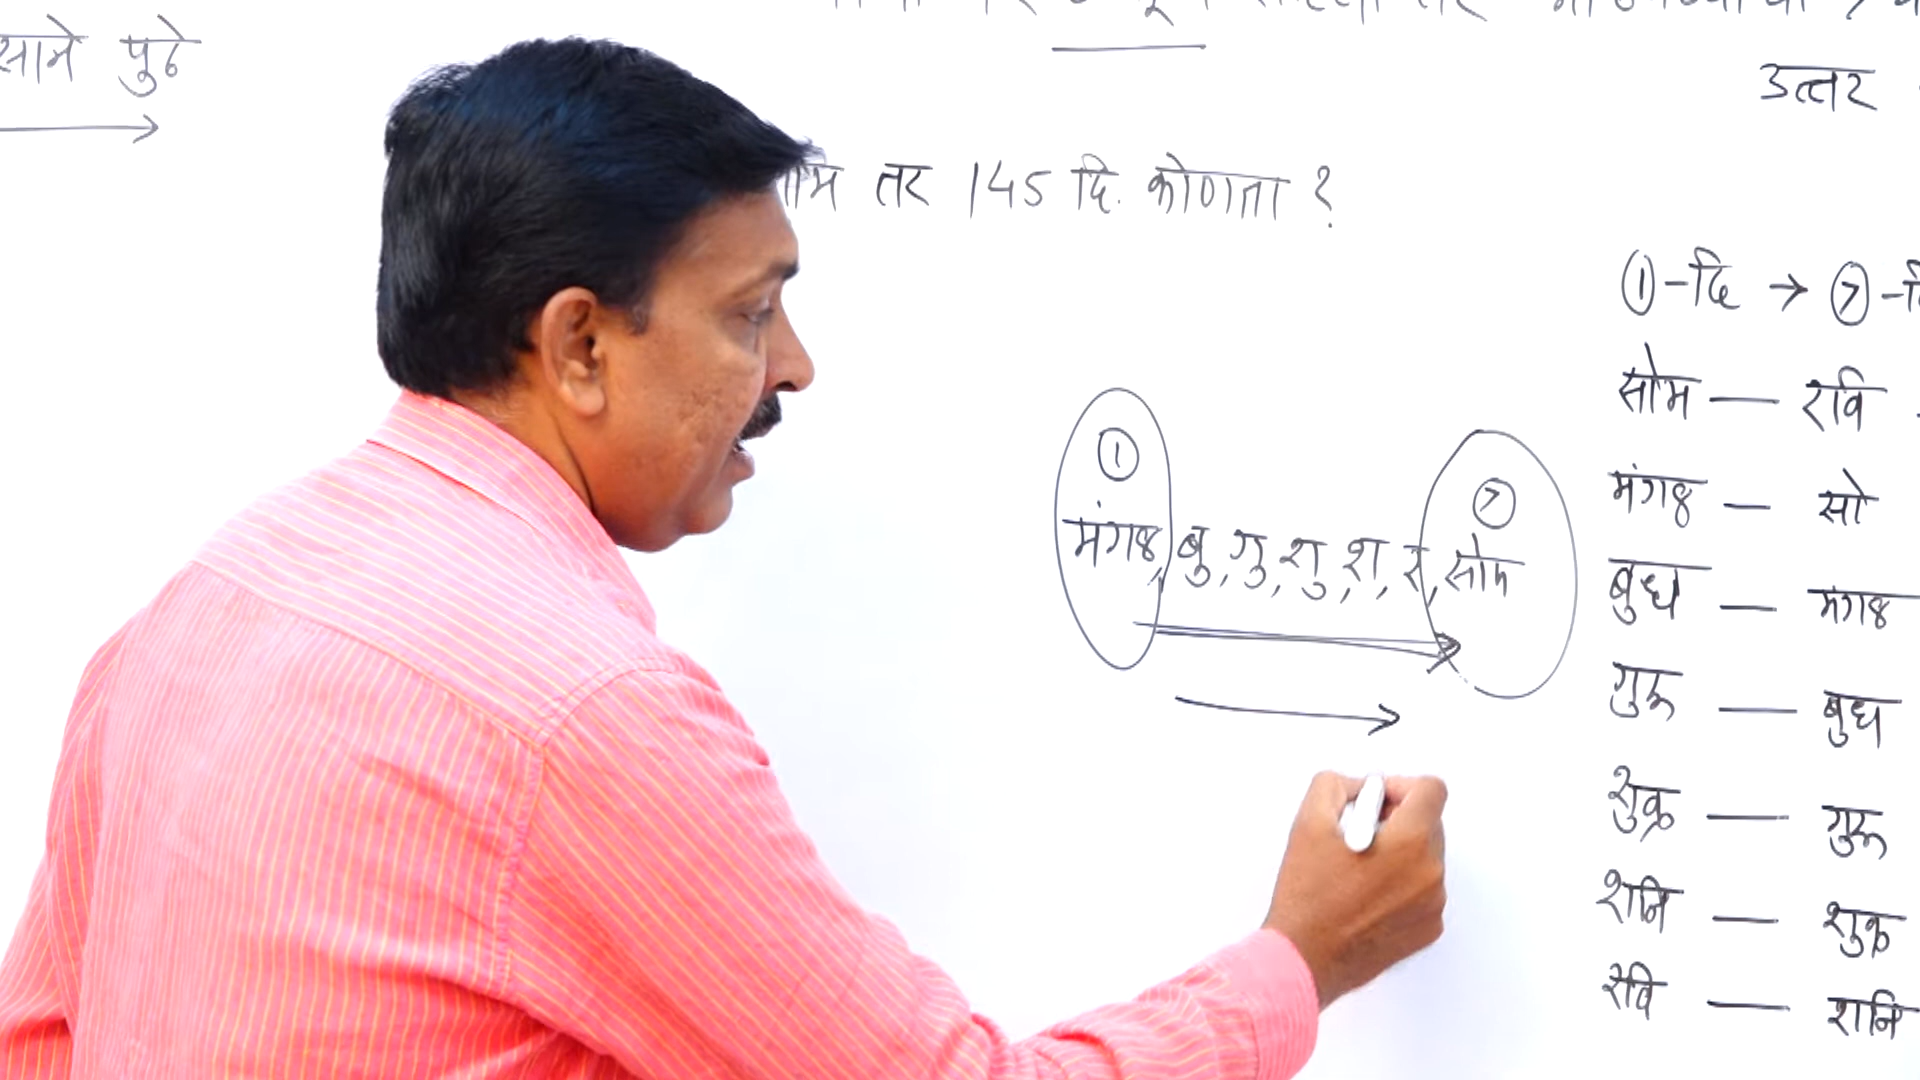 साने पुढे
उत्तर
तर 145 दि. कोणता ?
①-दि → ⑦-दि
सोम — रवि
①
मंगळ — सो
⑦
मंगळ, बु, गु, शु, श, र, सोम
बुध — मंगळ
गुरू — बुध
शुक्र — गुरू
शनि — शुक्र
रवि — शनि